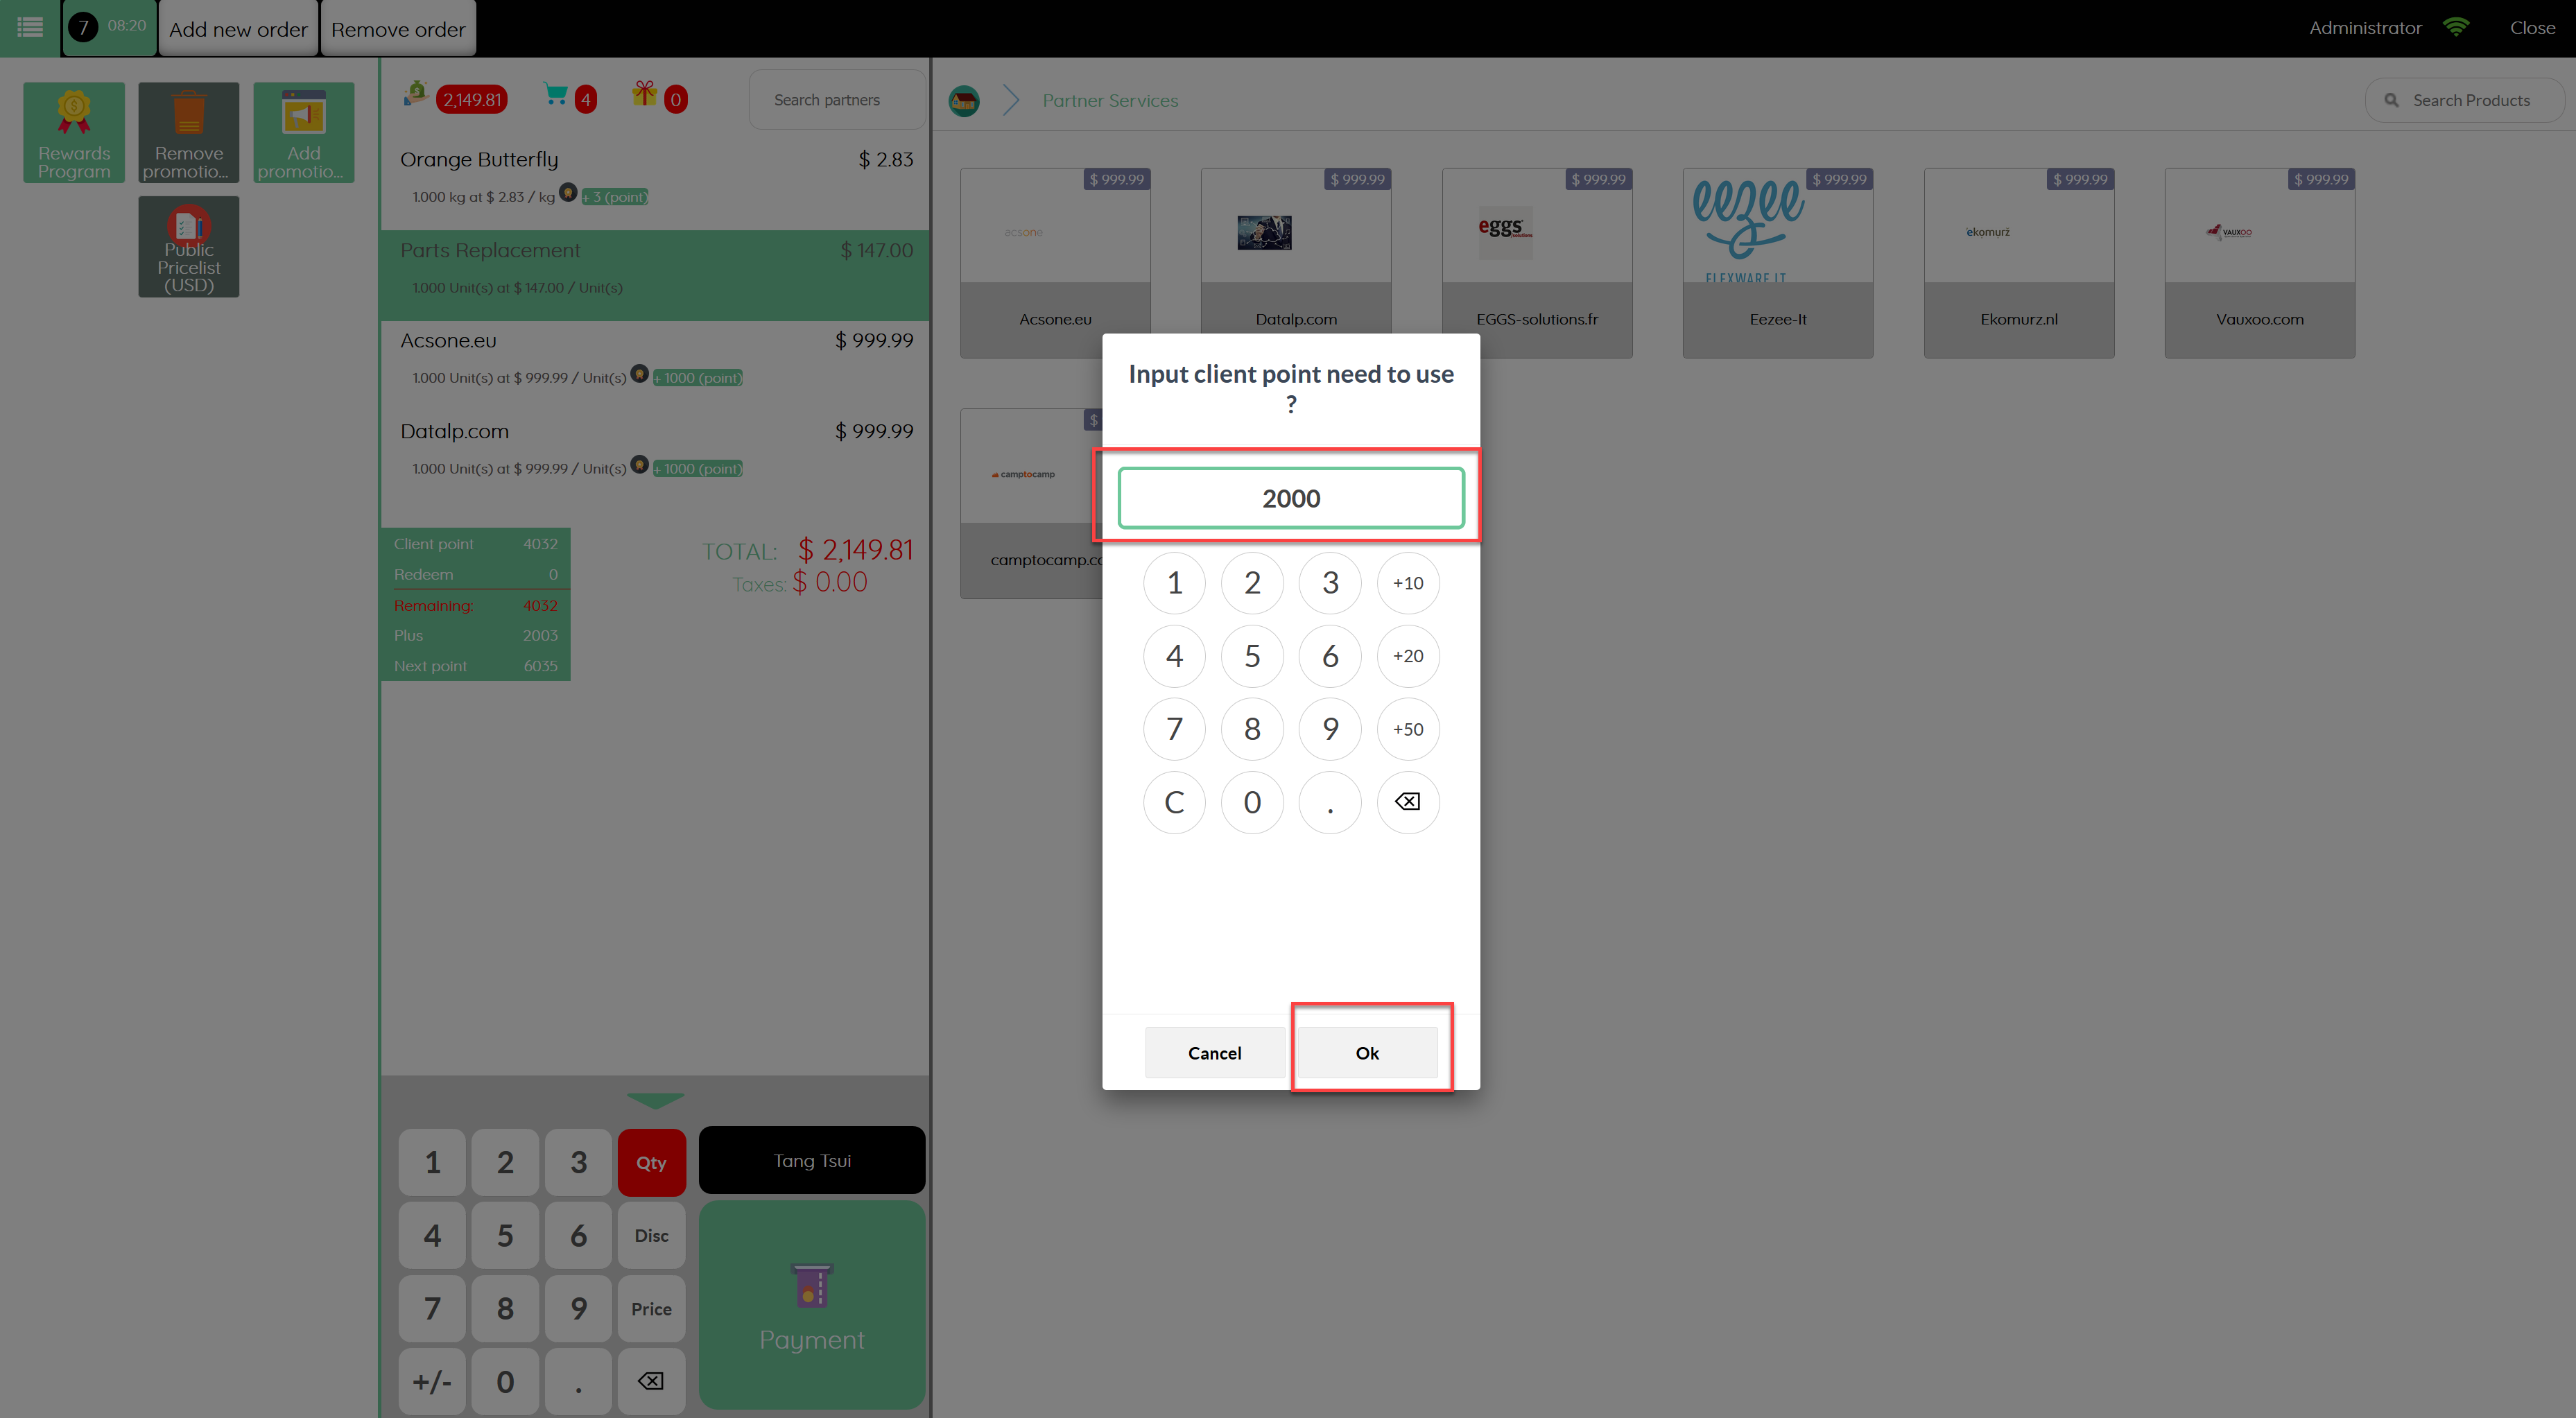 7 08:20 Add new order Remove order
Administrator Close
Rewards
Program
Remove
promotio...
Add
promotio...
Public
Pricelist
(USD)
2,149.81 4 0 Search partners
Orange Butterfly $ 2.83
1.000 kg at $ 2.83 / kg + 3 (point)
Parts Replacement $ 147.00
1.000 Unit(s) at $ 147.00 / Unit(s)
Acsone.eu $ 999.99
1.000 Unit(s) at $ 999.99 / Unit(s) + 1000 (point)
Datalp.com $ 999.99
1.000 Unit(s) at $ 999.99 / Unit(s) + 1000 (point)
Client point 4032
Redeem 0
Remaining: 4032
Plus 2003
Next point 6035
TOTAL: $ 2,149.81
Taxes: $ 0.00
1 2 3 Qty
4 5 6 Disc
7 8 9 Price
+/- 0 .
Tang Tsui
Payment
Partner Services
Search Products
$ 999.99 $ 999.99 $ 999.99 $ 999.99 $ 999.99 $ 999.99
acsone
eggs
solutions
eezee
FLEXWARE IT
ekomurz
VAUXOO
Acsone.eu Datalp.com EGGS-solutions.fr Eezee-It Ekomurz.nl Vauxoo.com
$
camptocamp
camptocamp.co
Input client point need to use
?
2000
1 2 3 +10
4 5 6 +20
7 8 9 +50
C 0 .
Cancel Ok